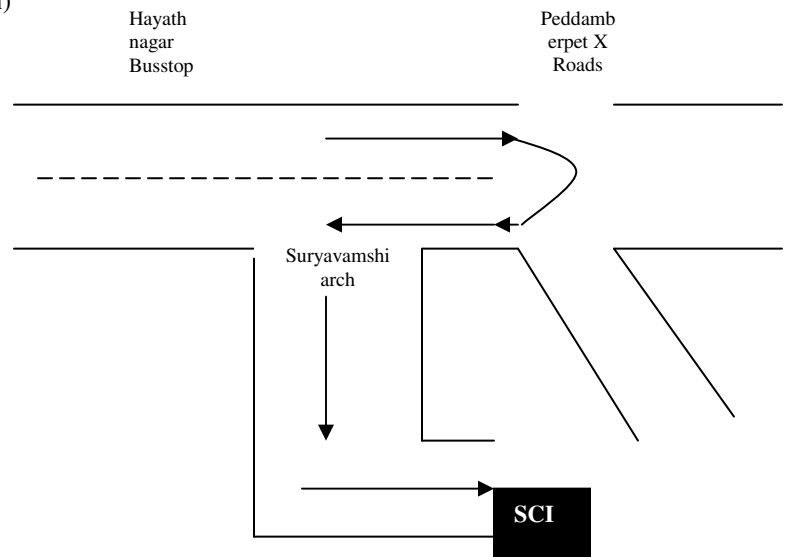 Hayath
nagar
Busstop
Peddamb
erpet X
Roads
Suryavamshi
arch
SCI